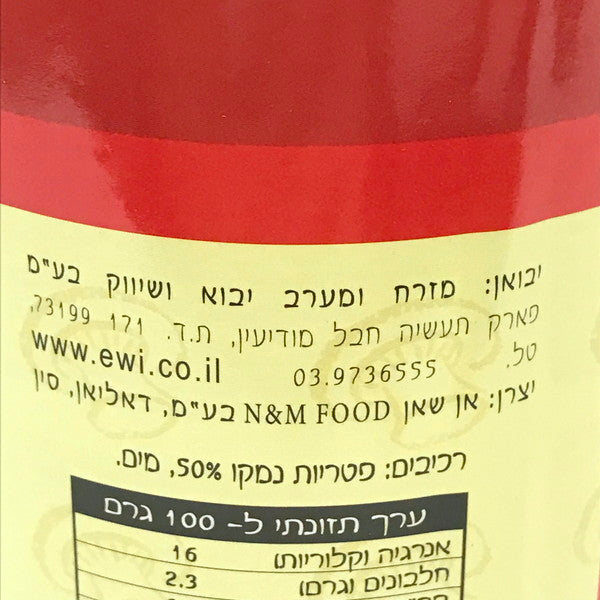 יבואן: מזרח ומערב יבוא ושיווק בע"מ
פארק תעשיה חבל מודיעין, ת.ד. 171 73199,
טל. 03.9736555 www.ewi.co.il
יצרן: אן שאן N&M FOOD בע"מ, דאליאן, סין
רכיבים: פטריות נמקו 50%, מים.
ערך תזונתי ל- 100 גרם
אנרגיה (קלוריות) 16
חלבונים (גרם) 2.3